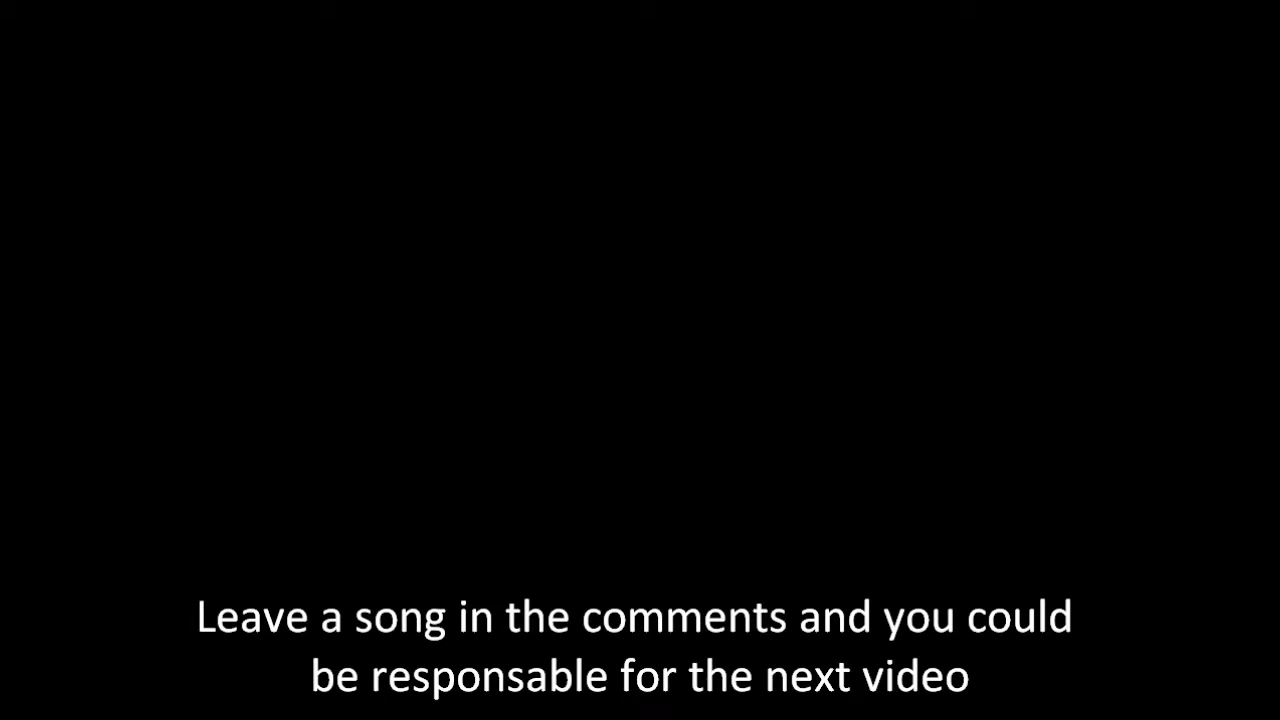 Leave a song in the comments and you could
be responsable for the next video